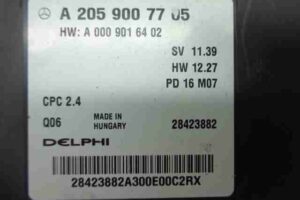 A 205 900 77 05
HW: A 000 901 64 02
SV 11.39
HW 12.27
PD 16 M07
CPC 2.4
Q06
MADE IN
HUNGARY
28423882
DELPHI
28423882A300E00C2RX